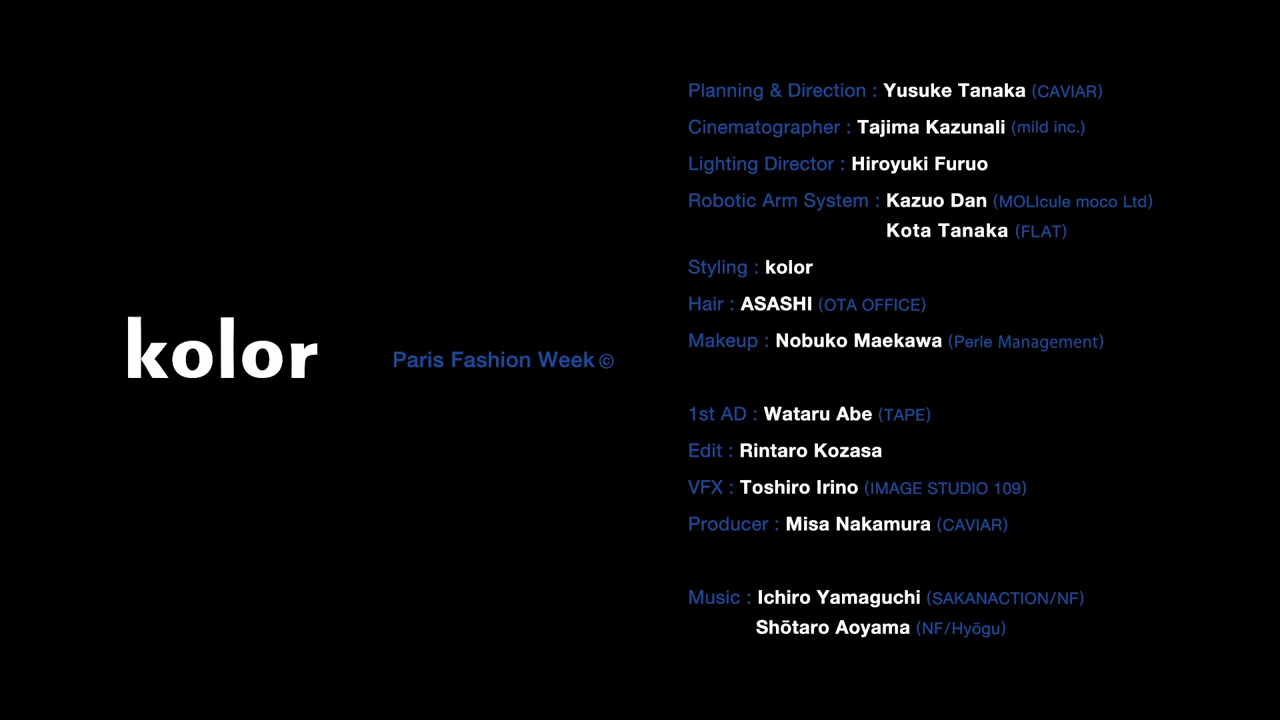 kolor
Paris Fashion Week ©
Planning & Direction : Yusuke Tanaka (CAVIAR)
Cinematographer : Tajima Kazunali (mild inc.)
Lighting Director : Hiroyuki Furuo
Robotic Arm System : Kazuo Dan (MOLIcule moco Ltd)
Kota Tanaka (FLAT)
Styling : kolor
Hair : ASASHI (OTA OFFICE)
Makeup : Nobuko Maekawa (Perle Management)
1st AD : Wataru Abe (TAPE)
Edit : Rintaro Kozasa
VFX : Toshiro Irino (IMAGE STUDIO 109)
Producer : Misa Nakamura (CAVIAR)
Music : Ichiro Yamaguchi (SAKANACTION/NF)
Shōtaro Aoyama (NF/Hyōgu)